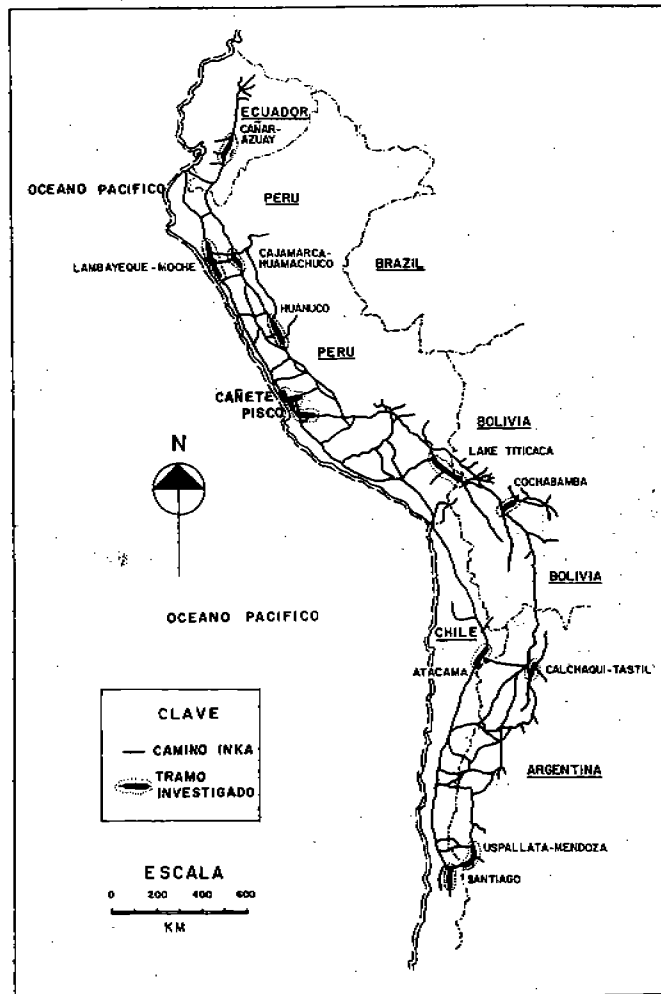 ECUADOR
CAÑAR-
AZUAY
OCEANO PACIFICO
PERU
BRAZIL
LAMBAYEQUE-MOCHE
CAJAMARCA-
HUAMACHUCO
HUANUCO
PERU
CAÑETE
PISCO
BOLIVIA
LAKE TITICACA
COCHABAMBA
N
BOLIVIA
OCEANO PACIFICO
CHILE
ATACAMA
CALCHAQUI-TASTIL
CLAVE
CAMINO INKA
TRAMO
INVESTIGADO
ARGENTINA
USPALLATA-MENDOZA
SANTIAGO
ESCALA
0 200 400 600
KM